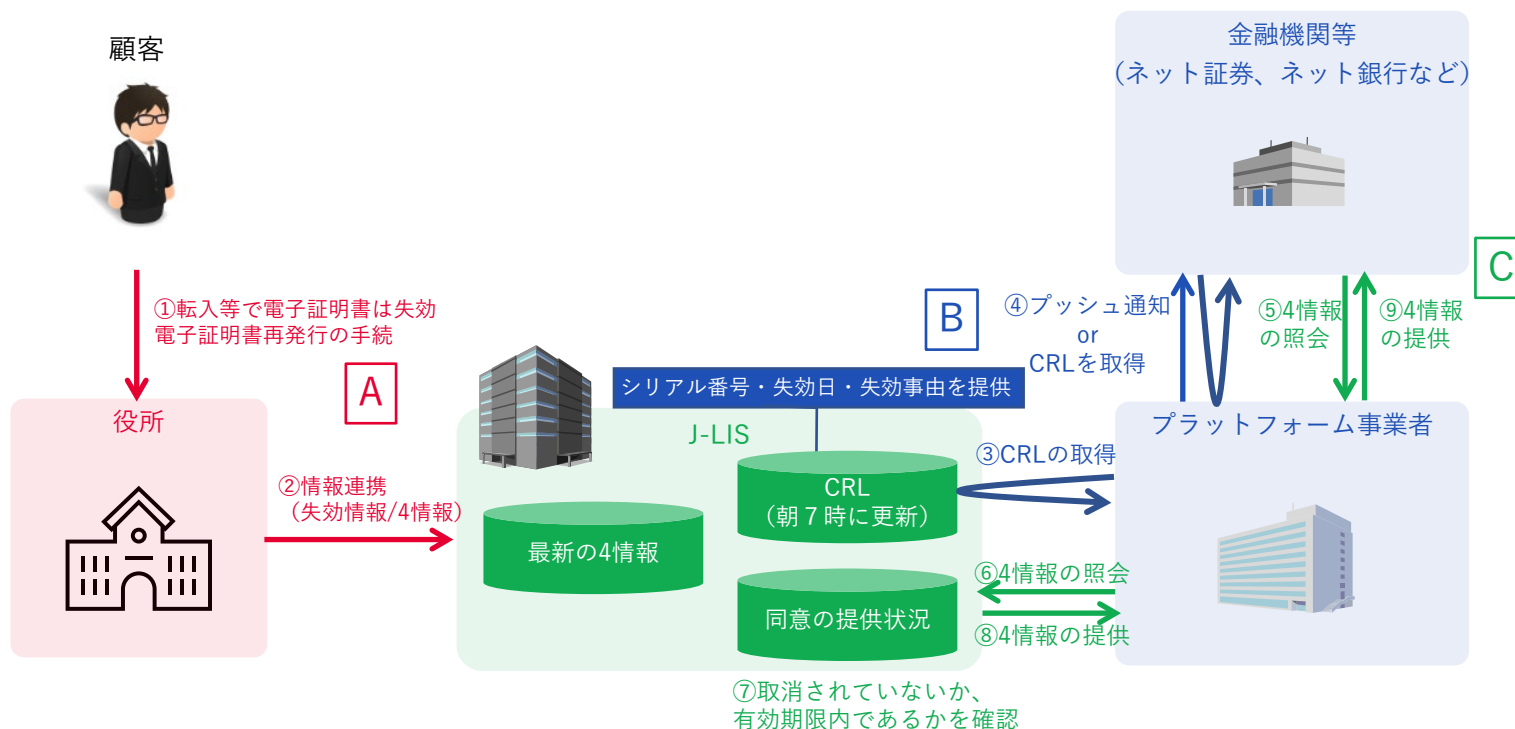 顧客
金融機関等
(ネット証券、ネット銀行など)
①転入等で電子証明書は失効
電子証明書再発行の手続
A
B
C
④プッシュ通知
or
CRLを取得
⑤4情報
の照会
⑨4情報
の提供
シリアル番号・失効日・失効事由を提供
役所
J-LIS
プラットフォーム事業者
②情報連携
(失効情報/4情報)
③CRLの取得
CRL
(朝7時に更新)
最新の4情報
⑥4情報の照会
同意の提供状況
⑧4情報の提供
⑦取消されていないか、
有効期限内であるかを確認